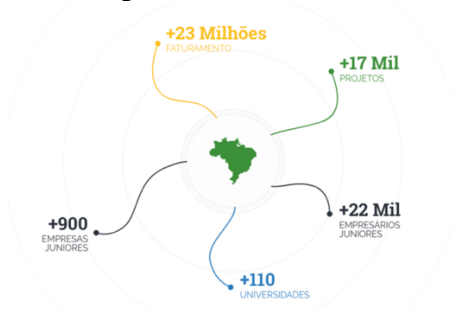 +23 Milhões
FATURAMENTO
+17 Mil
PROJETOS
+22 Mil
EMPRESÁRIOS
JUNIORES
+900
EMPRESAS
JUNIORES
+110
UNIVERSIDADES